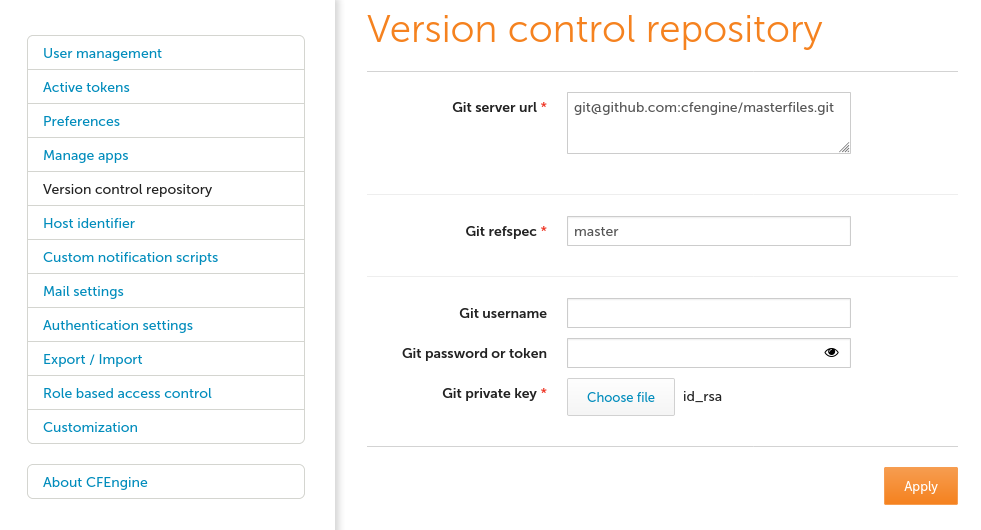 User management
Active tokens
Preferences
Manage apps
Version control repository
Host identifier
Custom notification scripts
Mail settings
Authentication settings
Export / Import
Role based access control
Customization
About CFEngine
Version control repository
Git server url * git@github.com:cfengine/masterfiles.git
Git refspec * master
Git username
Git password or token
Git private key * Choose file id_rsa
Apply